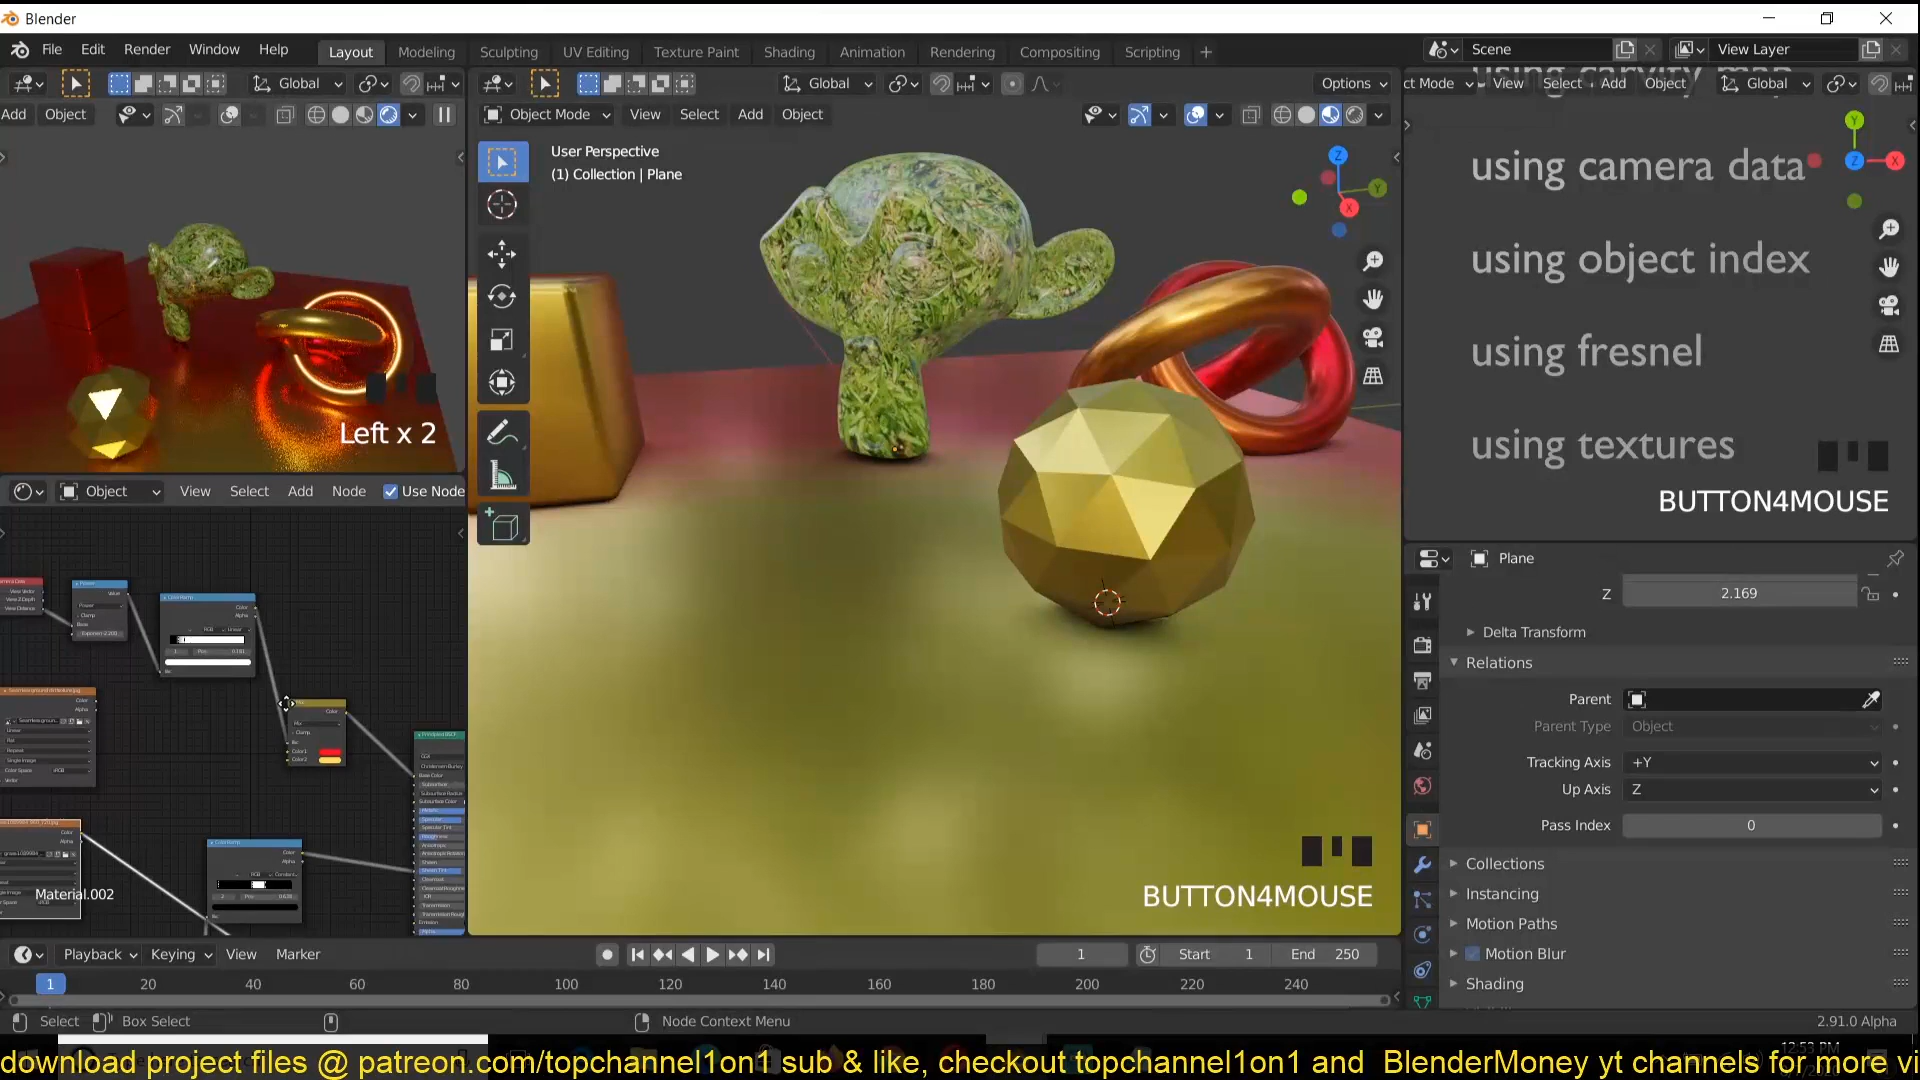 Blender
File Edit Render Window Help Layout Modeling Sculpting UV Editing Texture Paint Shading Animation Rendering Compositing Scripting + Scene View Layer
Global Global Options ct Mode View Select Add Object Global
Add Object Object Mode View Select Add Object
User Perspective
(1) Collection | Plane
using camera data
using object index
using fresnel
using textures
BUTTON4MOUSE
Left x 2
Object View Select Add Node Use Node
Plane
Z 2.169
Delta Transform
Relations
Parent
Parent Type Object
Tracking Axis +Y
Up Axis Z
Pass Index 0
Collections
Instancing
Motion Paths
Motion Blur
Shading
Material.002
BUTTON4MOUSE
Playback Keying View Marker 1 Start 1 End 250
1 20 40 60 80 100 120 140 160 180 200 220 240
Select Box Select Node Context Menu 2.91.0 Alpha
download project files @ patreon.com/topchannel1on1 sub & like, checkout topchannel1on1 and BlenderMoney yt channels for more vi